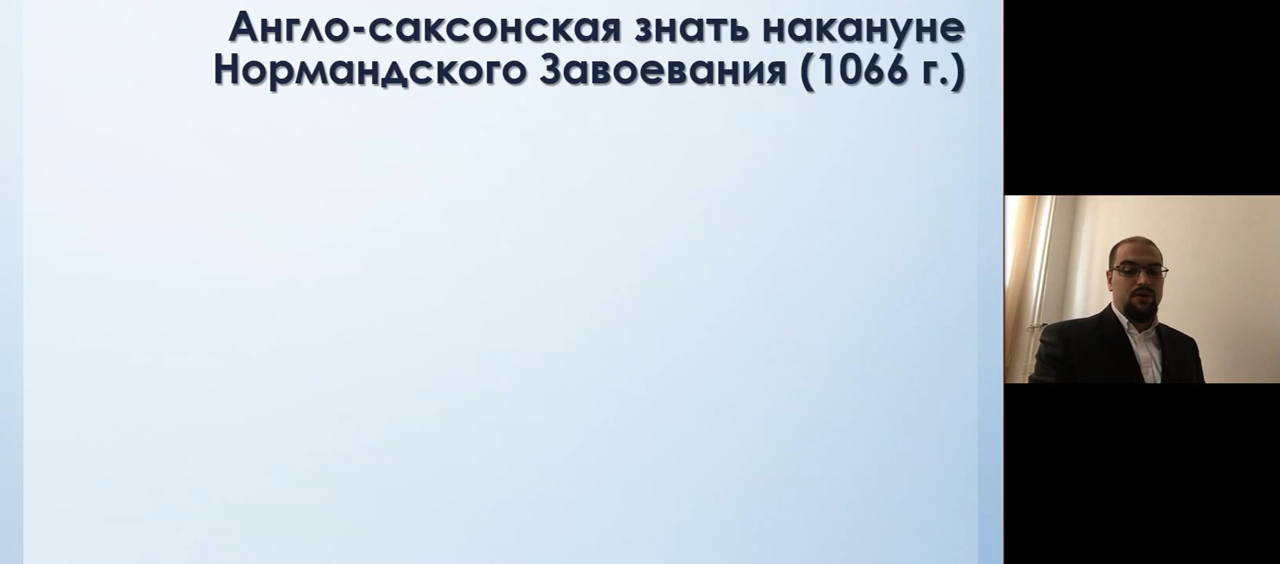 Англо-саксонская знать накануне
Нормандского Завоевания (1066 г.)